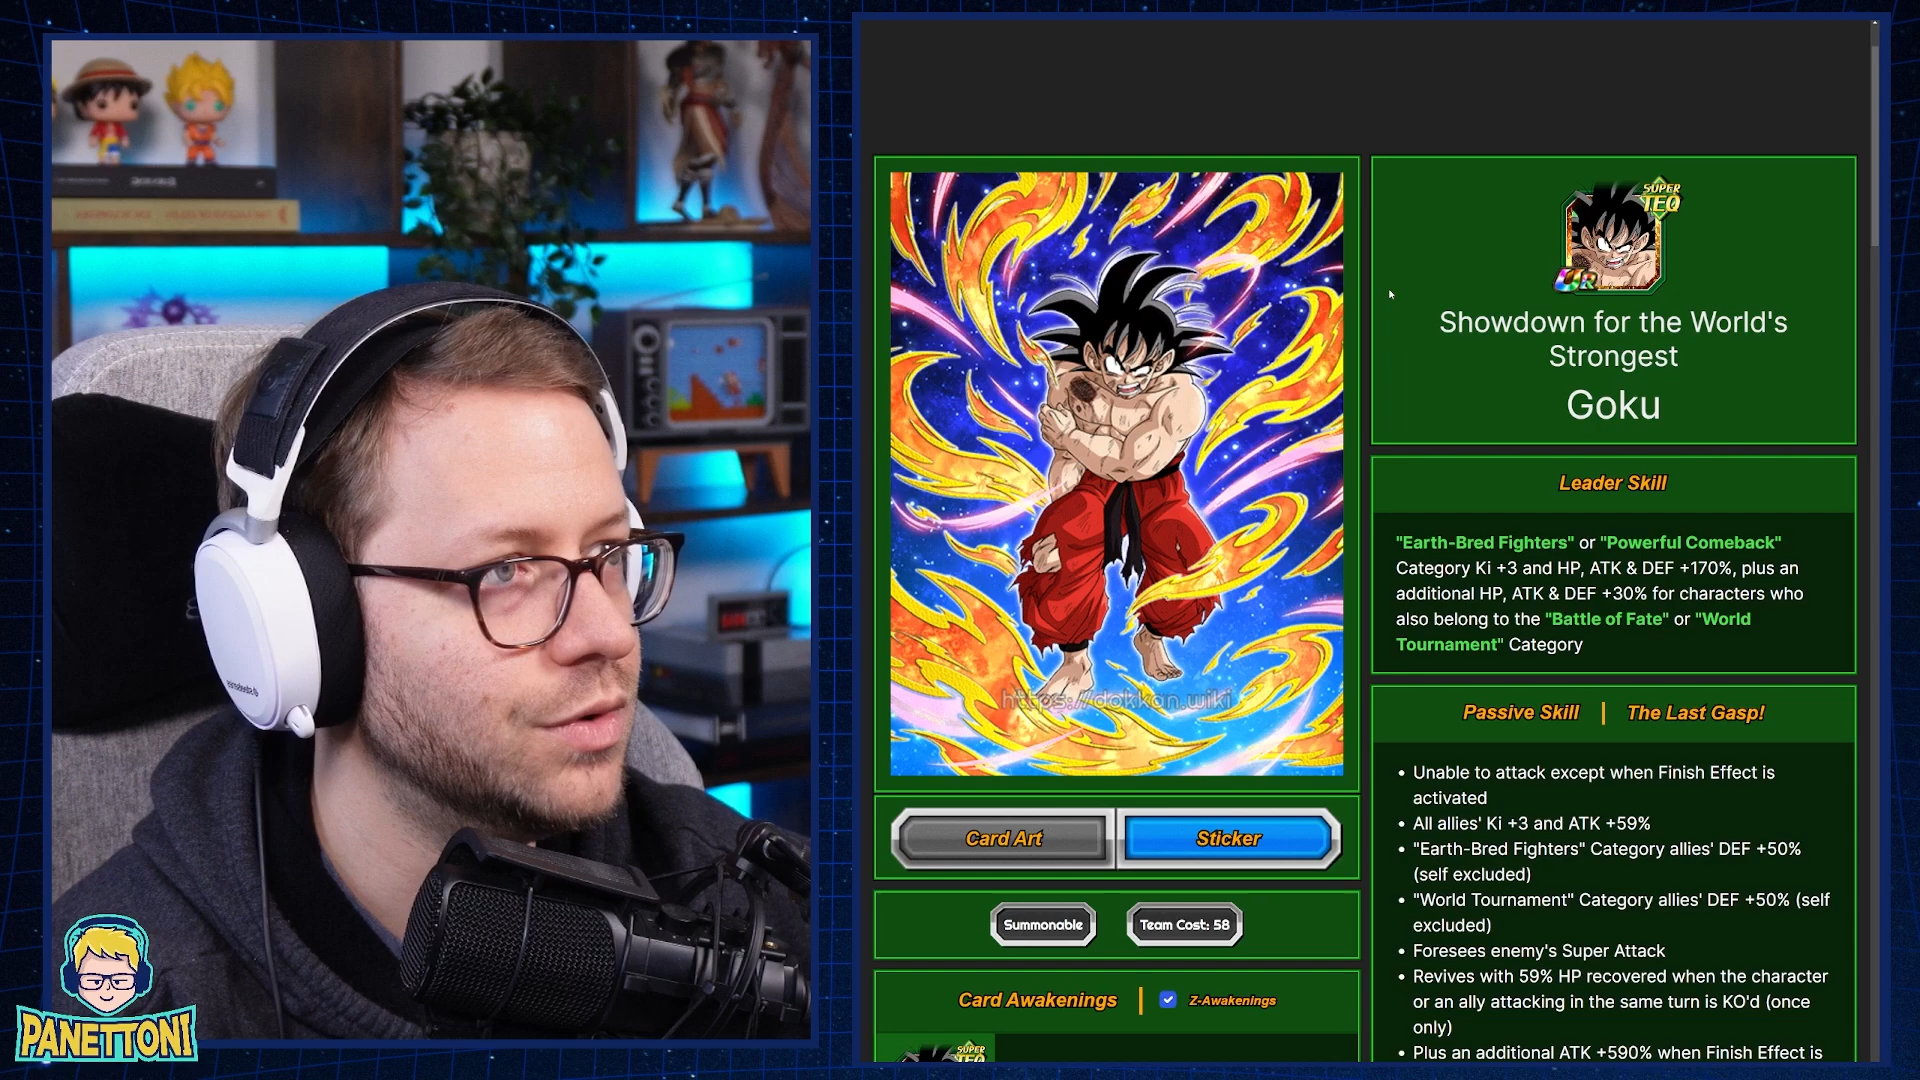 SUPER
TEQ
UR
Showdown for the World's
Strongest
Goku
Leader Skill
"Earth-Bred Fighters" or "Powerful Comeback"
Category Ki +3 and HP, ATK & DEF +170%, plus an
additional HP, ATK & DEF +30% for characters who
also belong to the "Battle of Fate" or "World
Tournament" Category
Passive Skill | The Last Gasp!
• Unable to attack except when Finish Effect is
activated
• All allies' Ki +3 and ATK +59%
• "Earth-Bred Fighters" Category allies' DEF +50%
(self excluded)
• "World Tournament" Category allies' DEF +50% (self
excluded)
• Foresees enemy's Super Attack
• Revives with 59% HP recovered when the character
or an ally attacking in the same turn is KO'd (once
only)
• Plus an additional ATK +590% when Finish Effect is
https://dokkan.wiki
Card Art
Sticker
Summonable
Team Cost: 58
Card Awakenings | Z-Awakenings
SUPER
TEQ
PANETTONI